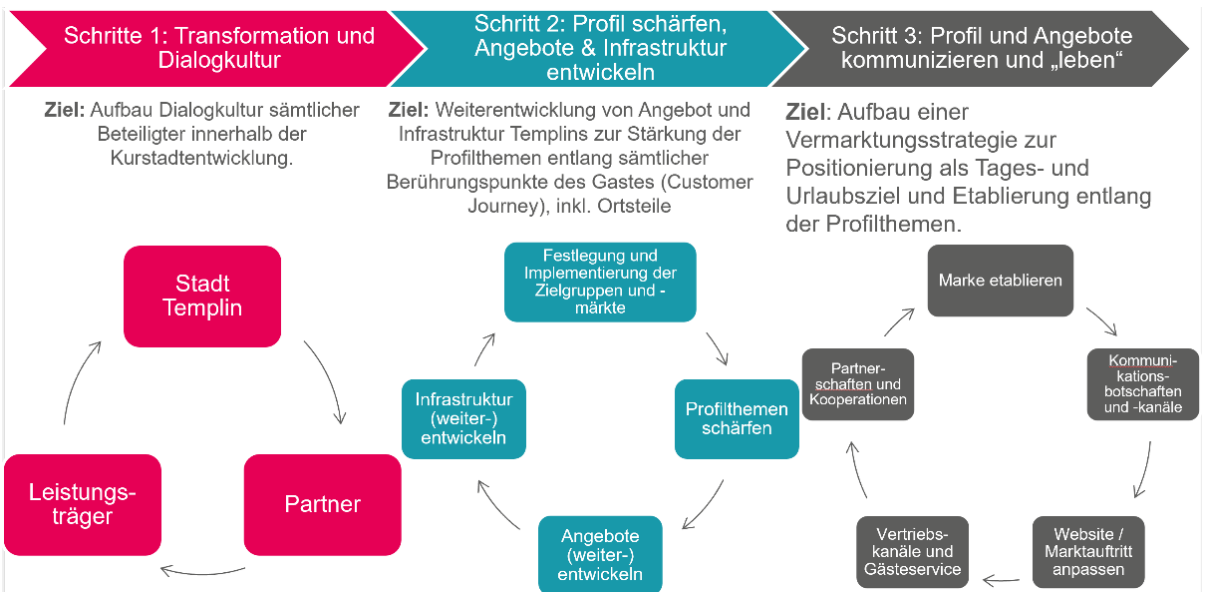 Schritte 1: Transformation und
Dialogkultur
Schritt 2: Profil schärfen,
Angebote & Infrastruktur
entwickeln
Schritt 3: Profil und Angebote
kommunizieren und „leben“
Ziel: Aufbau Dialogkultur sämtlicher
Beteiligter innerhalb der
Kurstadtentwicklung.
Ziel: Weiterentwicklung von Angebot und
Infrastruktur Templins zur Stärkung der
Profilthemen entlang sämtlicher
Berührungspunkte des Gastes (Customer
Journey), inkl. Ortsteile
Ziel: Aufbau einer
Vermarktungsstrategie zur
Positionierung als Tages- und
Urlaubsziel und Etablierung entlang
der Profilthemen.
Stadt
Templin
Partner
Leistungs-
träger
Festlegung und
Implementierung der
Zielgruppen und -
märkte
Profilthemen
schärfen
Angebote
(weiter-)
entwickeln
Infrastruktur
(weiter-)
entwickeln
Marke etablieren
Kommuni-
kations-
botschaften
und -kanäle
Website /
Marktauftritt
anpassen
Vertriebs-
kanäle und
Gästeservice
Partner-
schaften und
Kooperationen